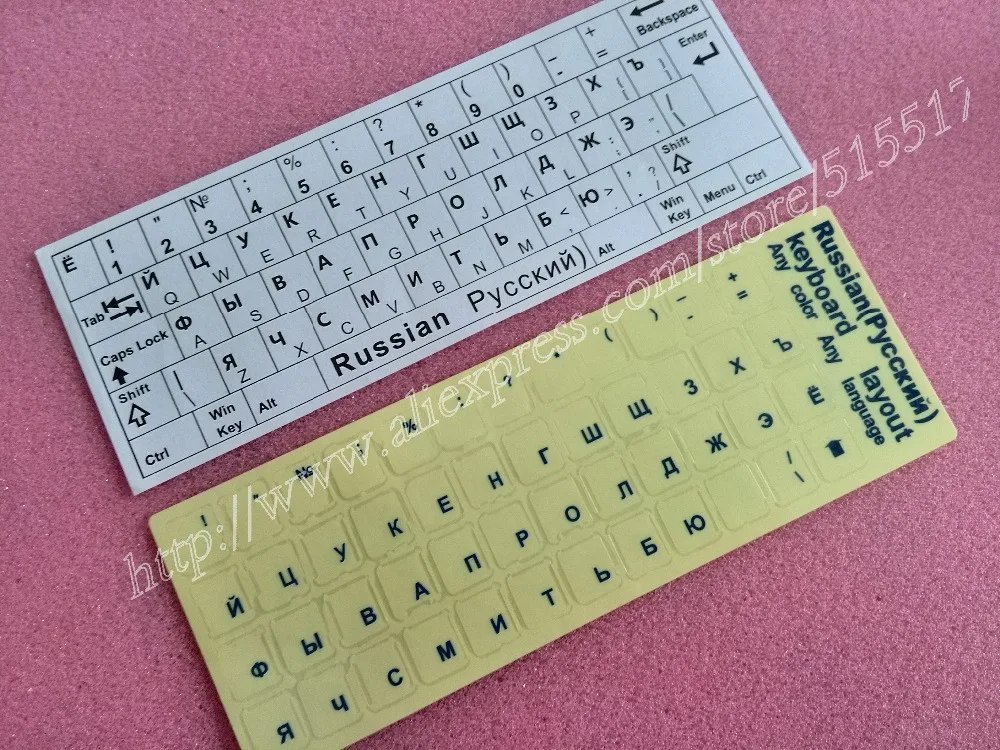 Ё ! 1 " 2 № 3 ; 4 % 5 : 6 ? 7 * 8 ( 9 ) 0 _ - + = Backspace
Tab Й Q Ц W У E К R Е T Н Y Г U Ш I Щ O З P Х { [ Ъ } ] Enter
Caps Lock Ф A Ы S В D А F П G Р H О J Л K Д L Ж : ; Э
Shift | \ Я Z Ч X С C М V И B Т N Ь M Б < , Ю > . ? / Shift
Ctrl Win Key Alt Russian Русский) Alt Win Key Menu Ctrl
Russian(Русский)
keyboard layout
Any color Any language
! " № ; % : ? * ( ) _ - + =
Й Ц У К Е Н Г Ш Щ З Х Ъ
Ф Ы В А П Р О Л Д Ж Э Ё
Я Ч С М И Т Ь Б Ю / \
http://www.aliexpress.com/store/515517